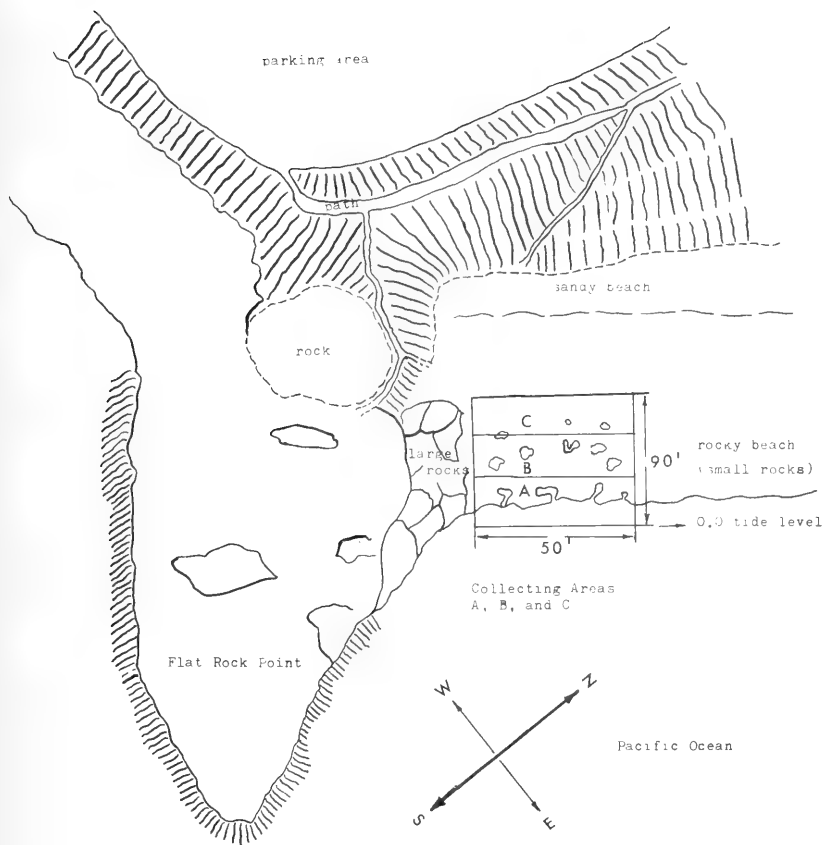 parking area
path
sandy beach
rock
C
large
rocks
B
90'
rocky beach
(small rocks)
A
0.0 tide level
50'
Collecting Areas
A, B, and C
Flat Rock Point
W
N
Pacific Ocean
S
E